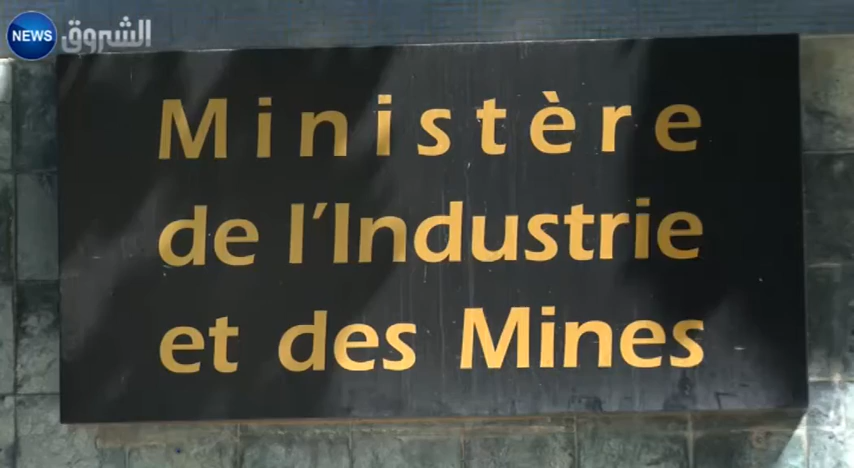 NEWS الشروق
Ministère
de l'Industrie
et des Mines